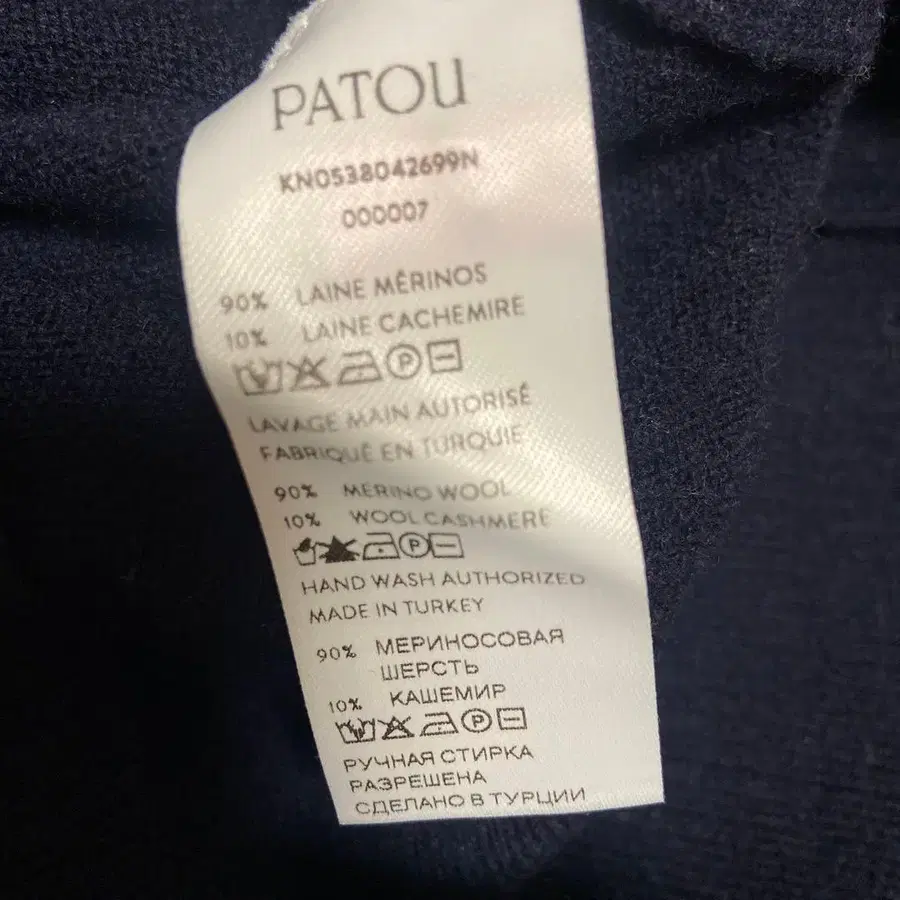 PATOU
KN0538042699N
000007
90% LAINE MÉRINOS
10% LAINE CACHEMIRE
P
LAVAGE MAIN AUTORISÉ
FABRIQUÉ EN TURQUIE
90% MERINO WOOL
10% WOOL CASHMERE
P
HAND WASH AUTHORIZED
MADE IN TURKEY
90% МЕРИНОСОВАЯ
ШЕРСТЬ
10% КАШЕМИР
P
РУЧНАЯ СТИРКА
РАЗРЕШЕНА
СДЕЛАНО В ТУРЦИИ